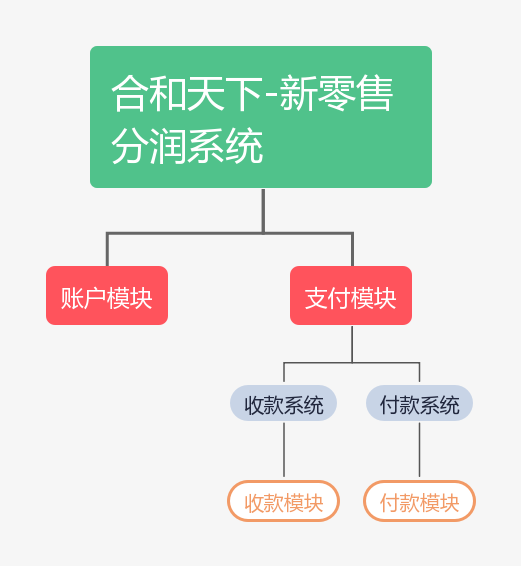 合和天下-新零售
分润系统
账户模块
支付模块
收款系统
付款系统
收款模块
付款模块